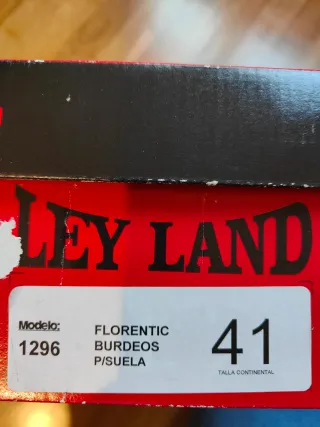 LEY LAND
Modelo:
1296
FLORENTIC
BURDEOS
P/SUELA
41
TALLA CONTINENTAL